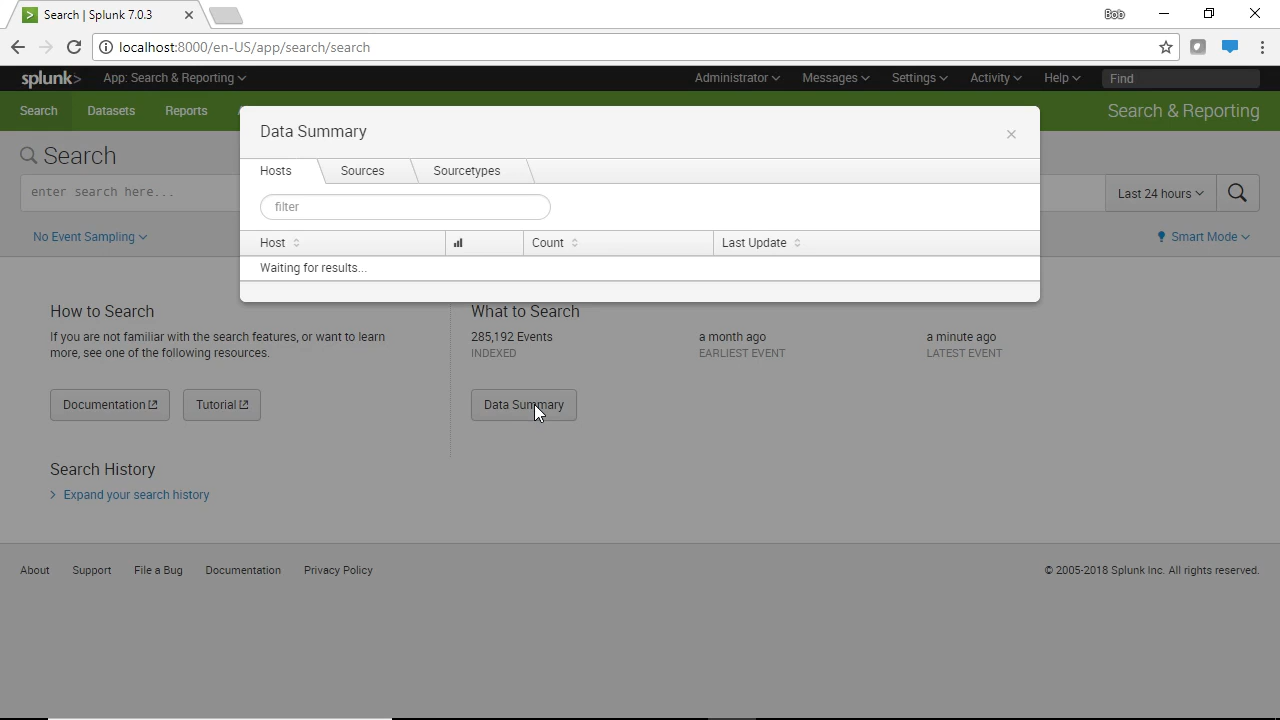 Search | Splunk 7.0.3
Bob
localhost:8000/en-US/app/search/search
splunk> App: Search & Reporting Administrator Messages Settings Activity Help Find
Search Datasets Reports
Search & Reporting
Data Summary
Search
Hosts Sources Sourcetypes
enter search here...
Last 24 hours
filter
No Event Sampling
Smart Mode
Host Count Last Update
Waiting for results...
How to Search
What to Search
If you are not familiar with the search features, or want to learn
more, see one of the following resources.
285,192 Events a month ago a minute ago
INDEXED EARLIEST EVENT LATEST EVENT
Documentation Tutorial
Data Summary
Search History
Expand your search history
About Support File a Bug Documentation Privacy Policy
© 2005-2018 Splunk Inc. All rights reserved.